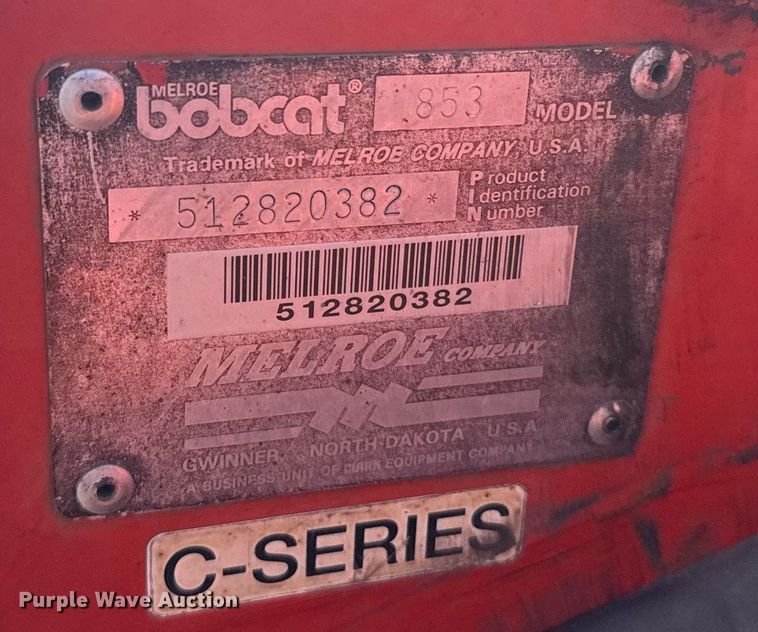 MELROE
bobcat® 853 MODEL
Trademark of MELROE COMPANY, U.S.A.
* 512820382 * Product Identification Number
512820382
MELROE COMPANY
GWINNER, NORTH DAKOTA U.S.A.
A BUSINESS UNIT OF CLARK EQUIPMENT COMPANY
C-SERIES
Purple Wave Auction